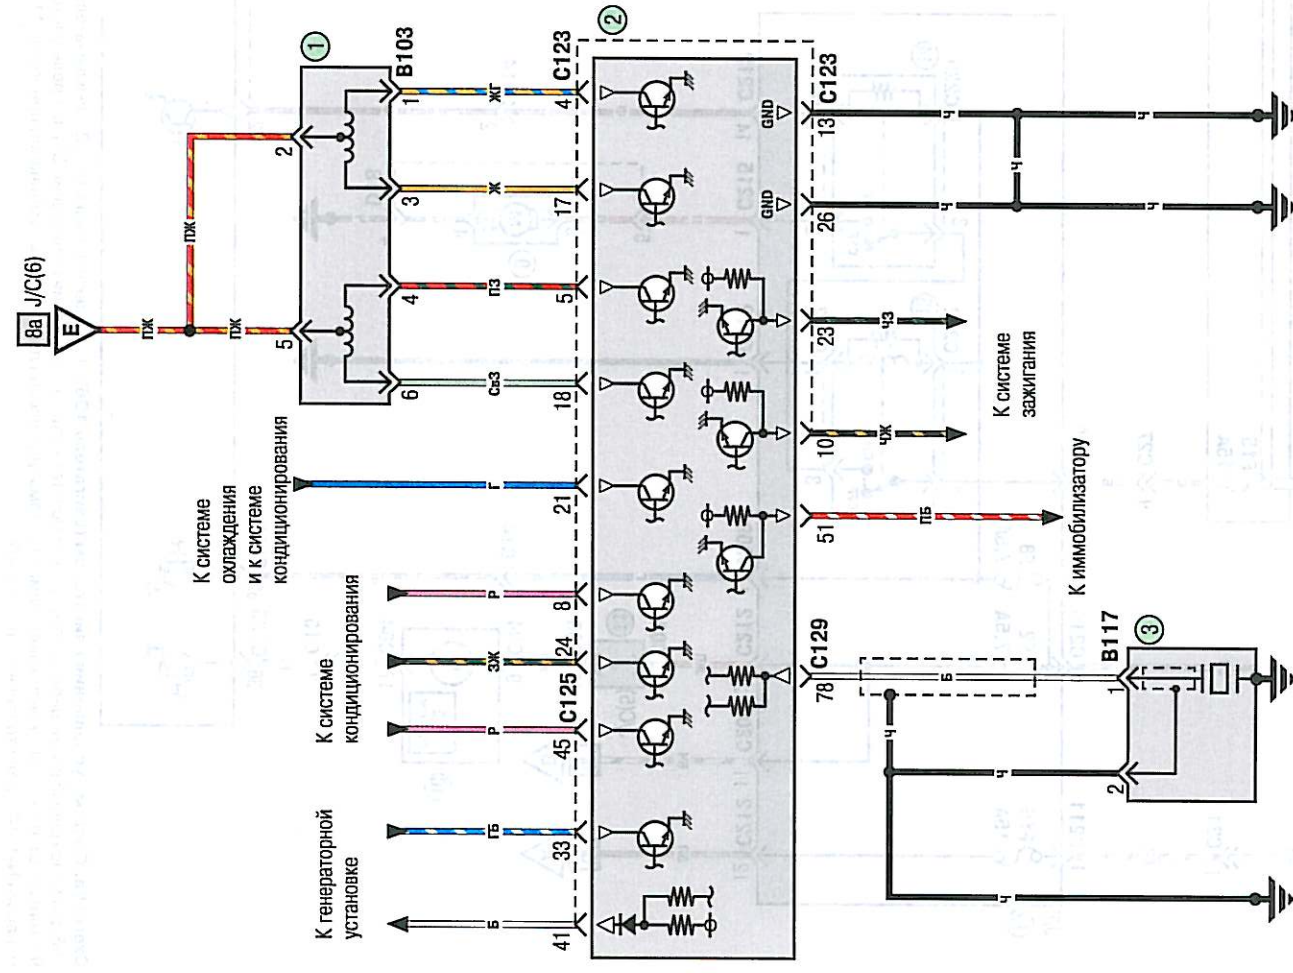 8a J/C(6)
E
ПЖ
ПЖ
ПЖ
1
5
2
6
4
3
1
B103
СвЗ
ПЗ
Ж
ЖГ
К системе
охлаждения
и к системе
кондиционирования
Г
К системе
кондиционирования
Р
ЗЖ
Р
К генераторной
установке
ГБ
Б
41
33
45
C125
24
8
21
18
5
17
4
C123
2
GND
GND
78
C129
51
10
23
26
13
C123
Б
ПБ
ЧЖ
ЧЗ
Ч
Ч
Ч
Ч
Ч
К системе
зажигания
К иммобилизатору
Ч
Ч
Ч
2
1
B117
3